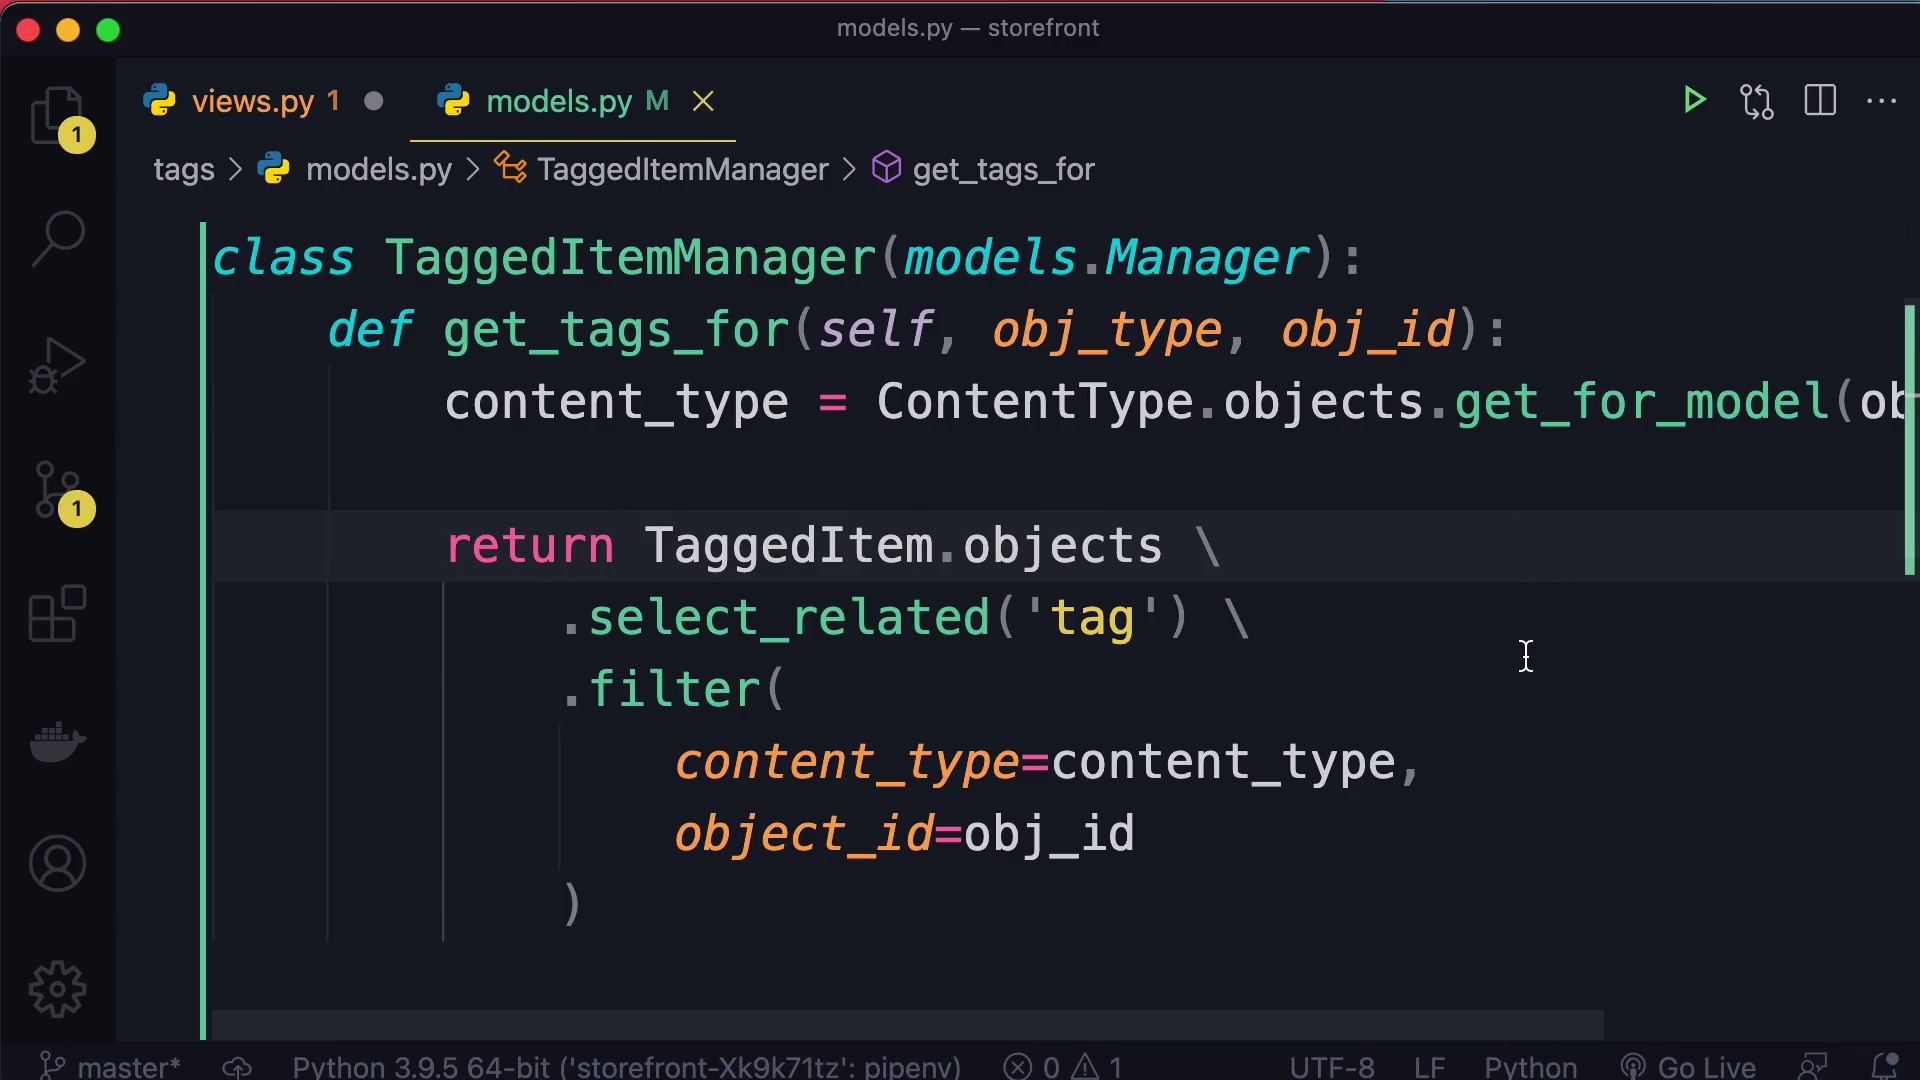 models.py — storefront
views.py 1
models.py M
tags > models.py > TaggedItemManager > get_tags_for
class TaggedItemManager(models.Manager):
def get_tags_for(self, obj_type, obj_id):
content_type = ContentType.objects.get_for_model(ob
return TaggedItem.objects \
.select_related('tag') \
.filter(
content_type=content_type,
object_id=obj_id
)
1
1
master* Python 3.9.5 64-bit ('storefront-Xk9k71tz': pipenv) 0 1 UTF-8 LF Python Go Live